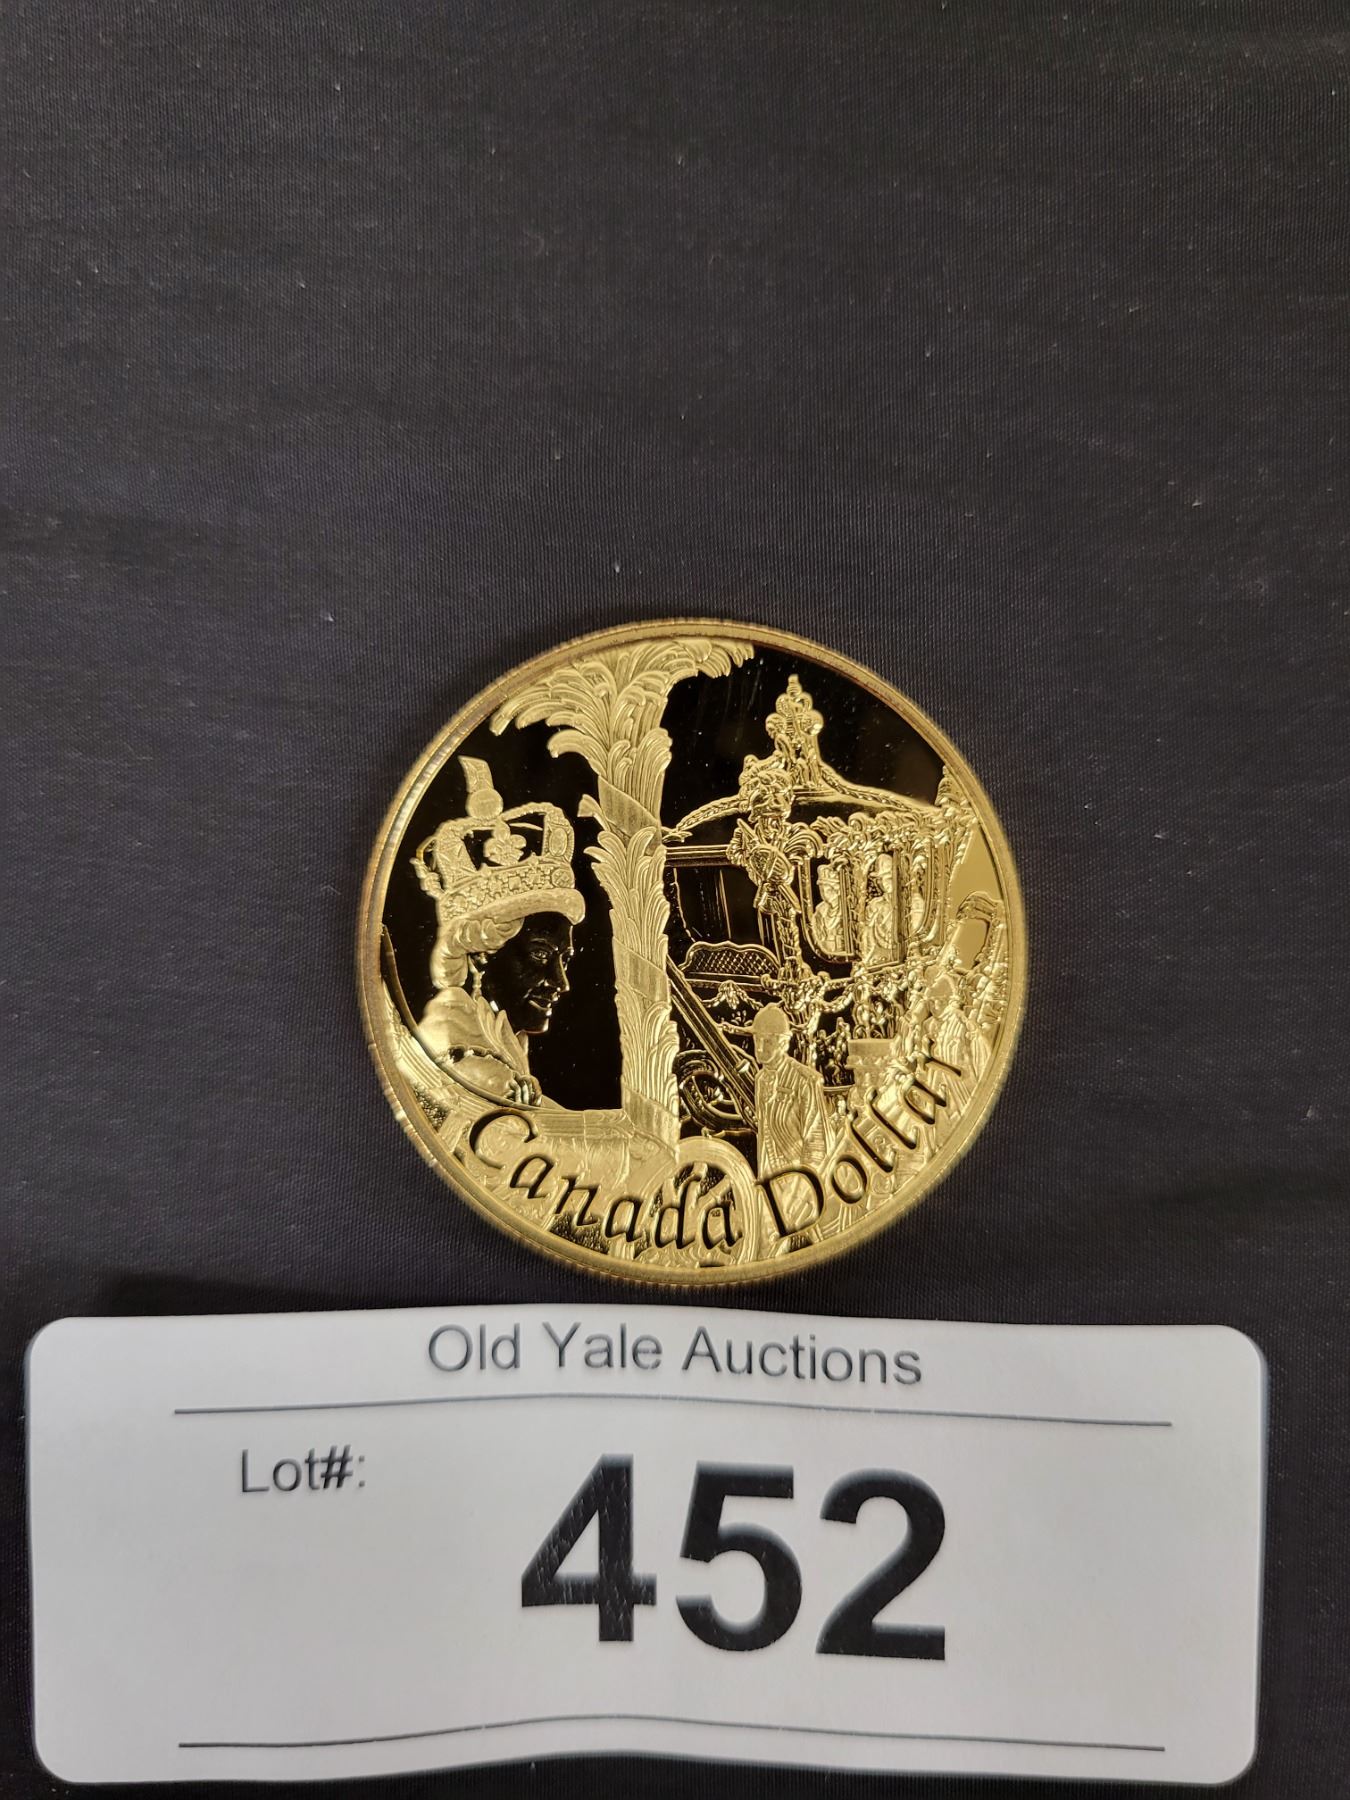 Canada Dollar
Old Yale Auctions
Lot#:
452